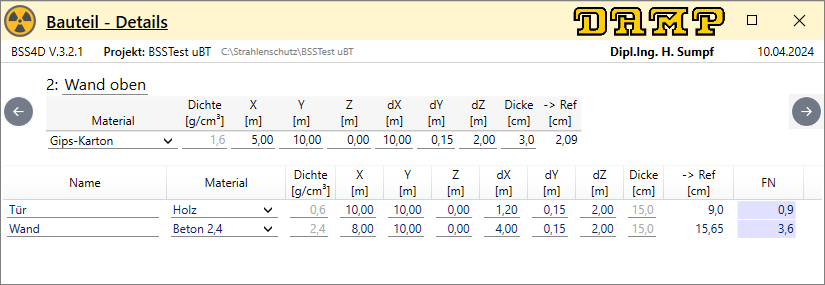 Bauteil - Details DAMP
BSS4D V.3.2.1 Projekt: BSSTest uBT C:\Strahlenschutz\BSSTest uBT Dipl.Ing. H. Sumpf 10.04.2024
2: Wand oben
Material Dichte [g/cm³] X [m] Y [m] Z [m] dX [m] dY [m] dZ [m] Dicke [cm] -> Ref [cm]
Gips-Karton 1,6 5,00 10,00 0,00 10,00 0,15 2,00 3,0 2,09
Name Material Dichte [g/cm³] X [m] Y [m] Z [m] dX [m] dY [m] dZ [m] Dicke [cm] -> Ref [cm] FN
Tür Holz 0,6 10,00 10,00 0,00 1,20 0,15 2,00 15,0 9,0 0,9
Wand Beton 2,4 2,4 8,00 10,00 0,00 4,00 0,15 2,00 15,0 15,65 3,6